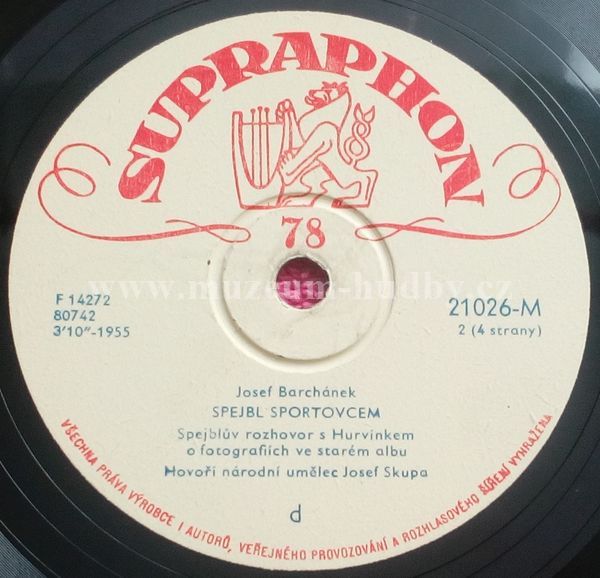 SUPRAPHON
78
www.muzeum-hudby.cz
F 14272
80742
3'10"-1955
21026-M
2 (4 strany)
Josef Barchánek
SPEJBL SPORTOVCEM
Spejblův rozhovor s Hurvínkem
o fotografiích ve starém albu
Hovoří národní umělec Josef Skupa
d
VŠECHNA PRÁVA VÝROBCE I AUTORŮ, VEŘEJNÉHO PROVOZOVÁNÍ A ROZHLASOVÉHO ŠÍŘENÍ VYHRAŽENA